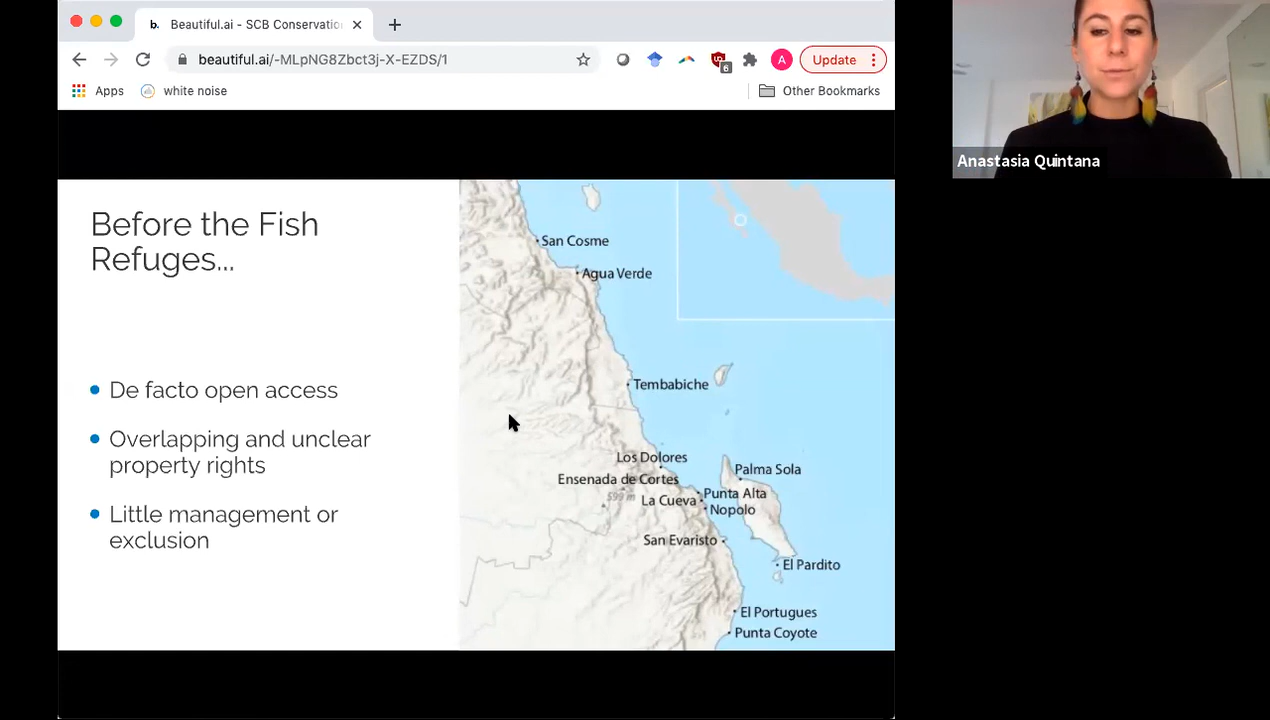 b. Beautiful.ai - SCB Conservatio
beautiful.ai/-MLpNG8Zbct3j-X-EZDS/1
6
A
Update
Apps
white noise
Other Bookmarks
Anastasia Quintana
Before the Fish
Refuges...
De facto open access
Overlapping and unclear
property rights
Little management or
exclusion
San Cosme
Agua Verde
Tembabiche
Los Dolores
Palma Sola
Ensenada de Cortes
599 m
Punta Alta
La Cueva
Nopolo
San Evaristo
El Pardito
El Portugues
Punta Coyote